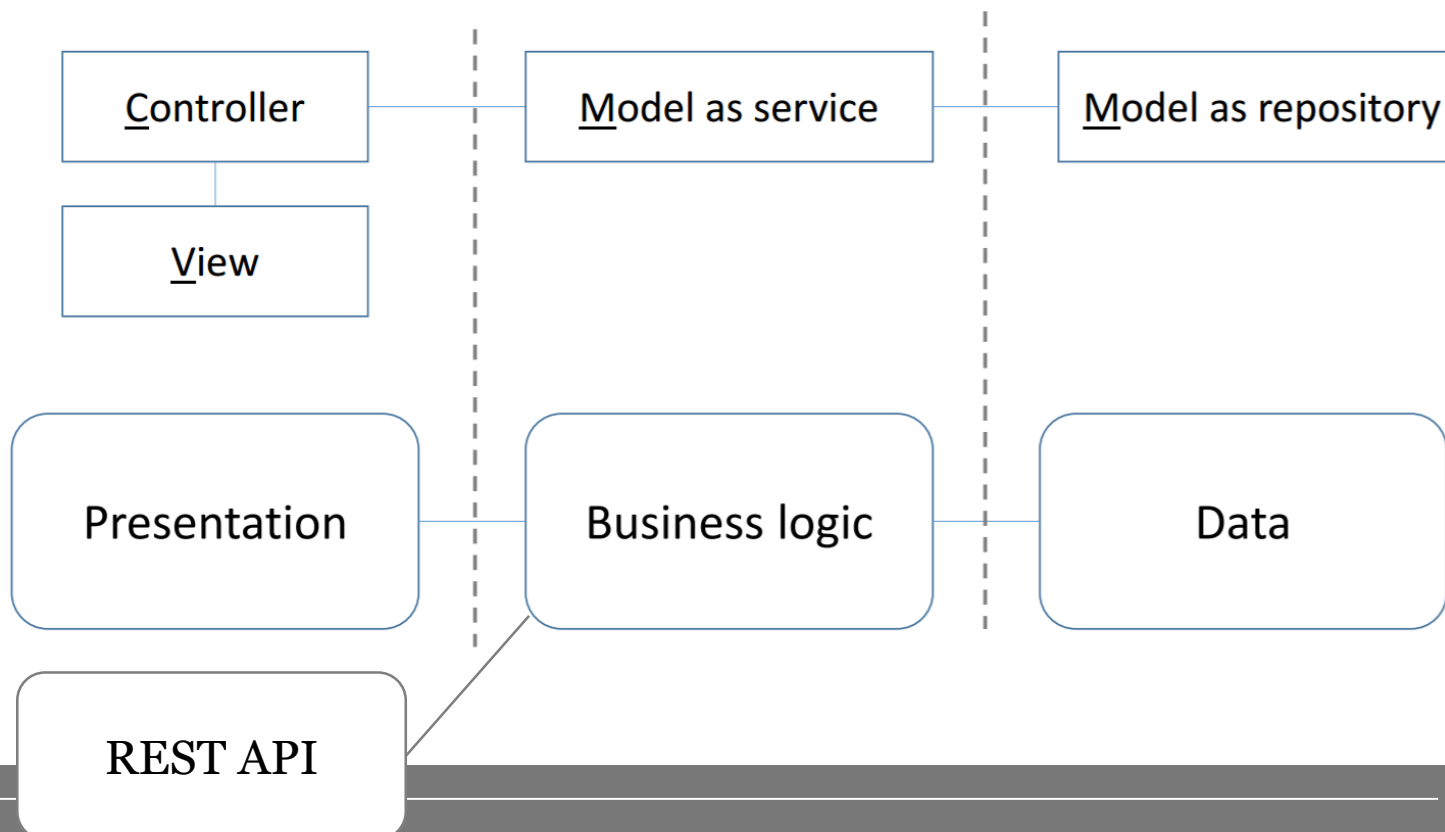 Controller
Model as service
Model as repository
View
Presentation
Business logic
Data
REST API